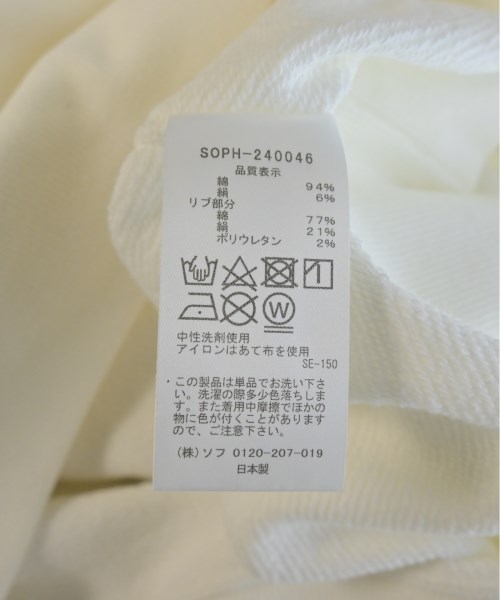 SOPH-240046
品質表示
綿 94%
絹 6%
リブ部分
綿 77%
絹 21%
ポリウレタン 2%
W
中性洗剤使用
アイロンはあて布を使用
SE-150
・この製品は単品でお洗い下さ
い。洗濯の際多少色落ちしま
す。また着用中摩擦でほかの
物に色が付くことがあります
ので、ご注意下さい。
(株)ソフ 0120-207-019
日本製